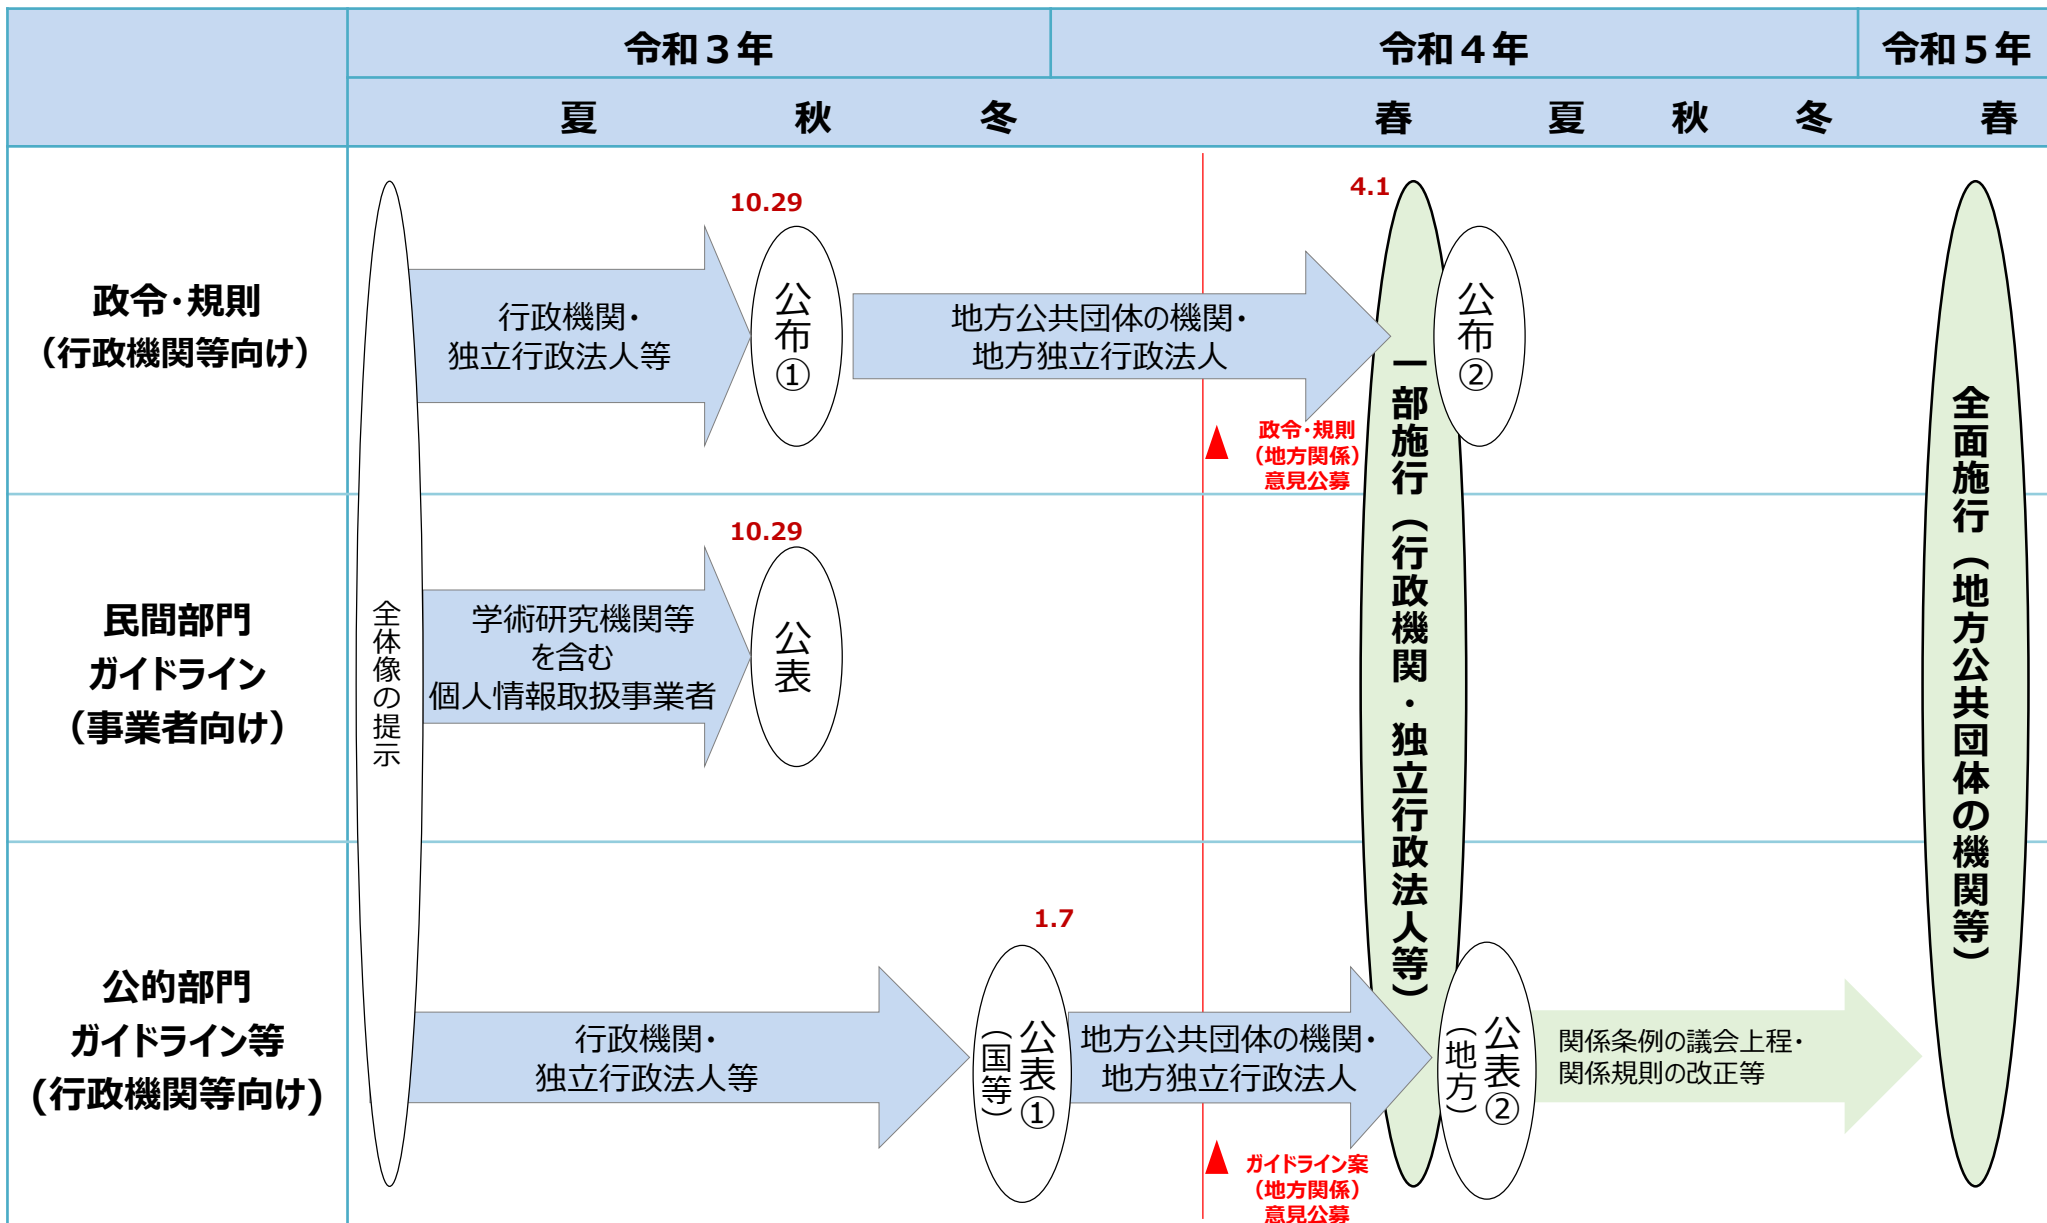 令和３年
令和４年
令和５年
夏
秋
冬
春
夏
秋
冬
春
政令・規則
（行政機関等向け）
全体像の提示
行政機関・
独立行政法人等
10.29
公布①
地方公共団体の機関・
地方独立行政法人
政令・規則
（地方関係）
意見公募
4.1
一部施行（行政機関・独立行政法人等）
公布②
全面施行（地方公共団体の機関等）
民間部門
ガイドライン
（事業者向け）
学術研究機関等
を含む
個人情報取扱事業者
10.29
公表
公的部門
ガイドライン等
(行政機関等向け)
行政機関・
独立行政法人等
1.7
公表①
（国等）
地方公共団体の機関・
地方独立行政法人
ガイドライン案
（地方関係）
意見公募
公表②
（地方）
関係条例の議会上程・
関係規則の改正等